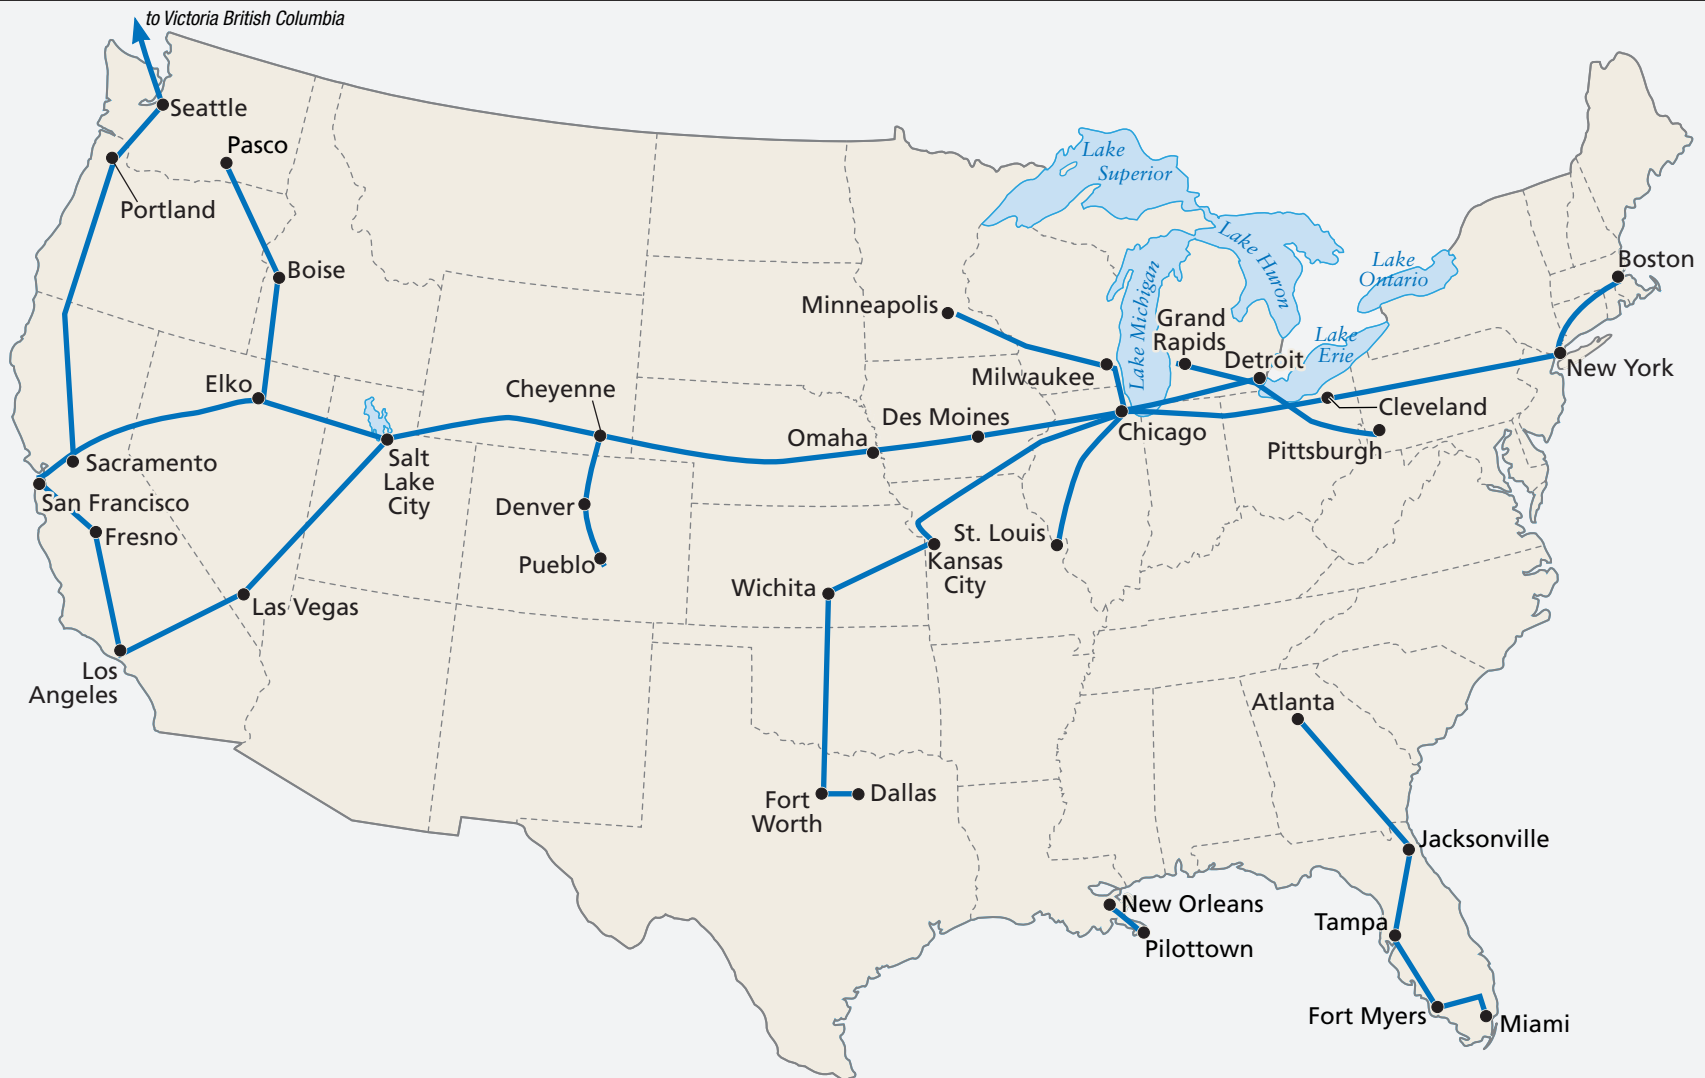 to Victoria British Columbia
Seattle
Pasco
Portland
Boise
Lake
Superior
Lake Huron
Lake Michigan
Lake
Ontario
Lake
Erie
Boston
Minneapolis
Grand
Rapids
Detroit
New York
Milwaukee
Elko
Cheyenne
Des Moines
Cleveland
Omaha
Chicago
Pittsburgh
Sacramento
Salt
Lake
City
San Francisco
Denver
Fresno
St. Louis
Kansas
City
Pueblo
Wichita
Las Vegas
Los
Angeles
Atlanta
Fort
Worth
Dallas
Jacksonville
New Orleans
Tampa
Pilottown
Fort Myers
Miami